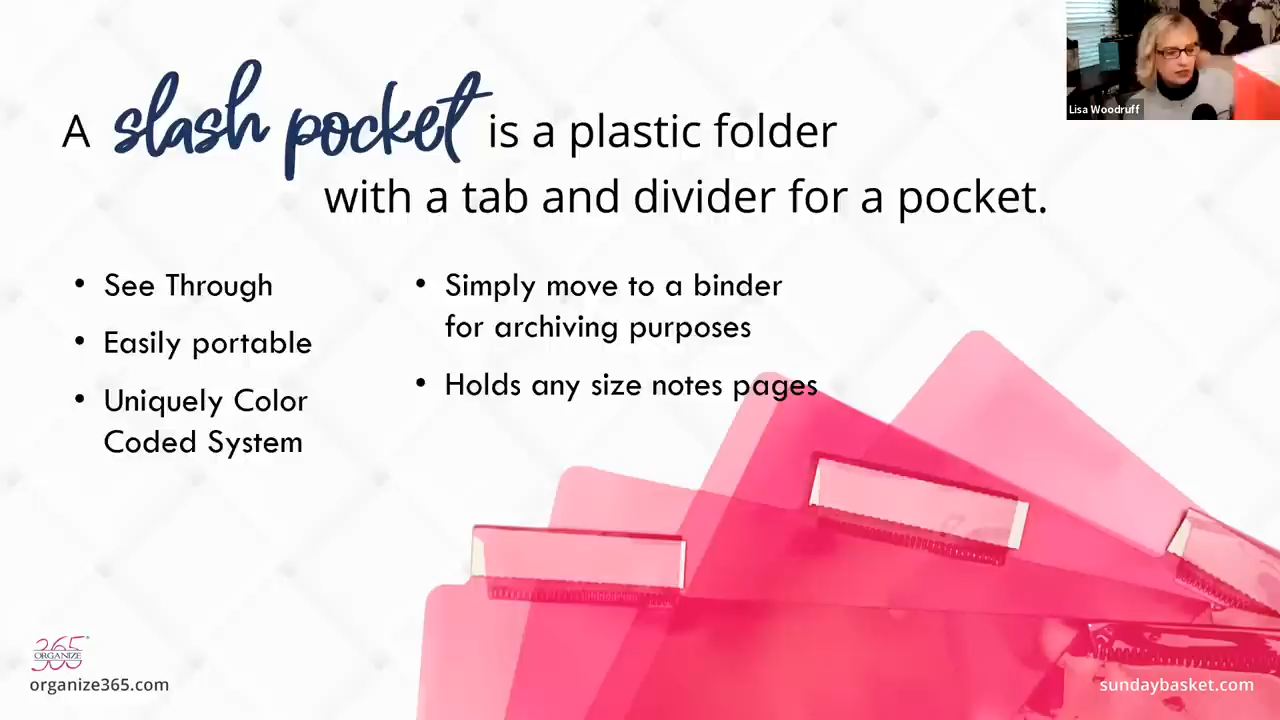 Lisa Woodruff
A slash pocket is a plastic folder
with a tab and divider for a pocket.
• See Through
• Easily portable
• Uniquely Color
Coded System
• Simply move to a binder
for archiving purposes
• Holds any size notes pages
365
ORGANIZE
organize365.com
sundaybasket.com